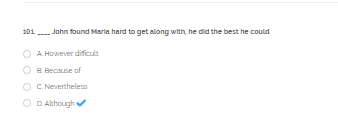 101. ____ John found Maria hard to get along with, he did the best he could
A. However difficult
B. Because of
C. Nevertheless
D. Although